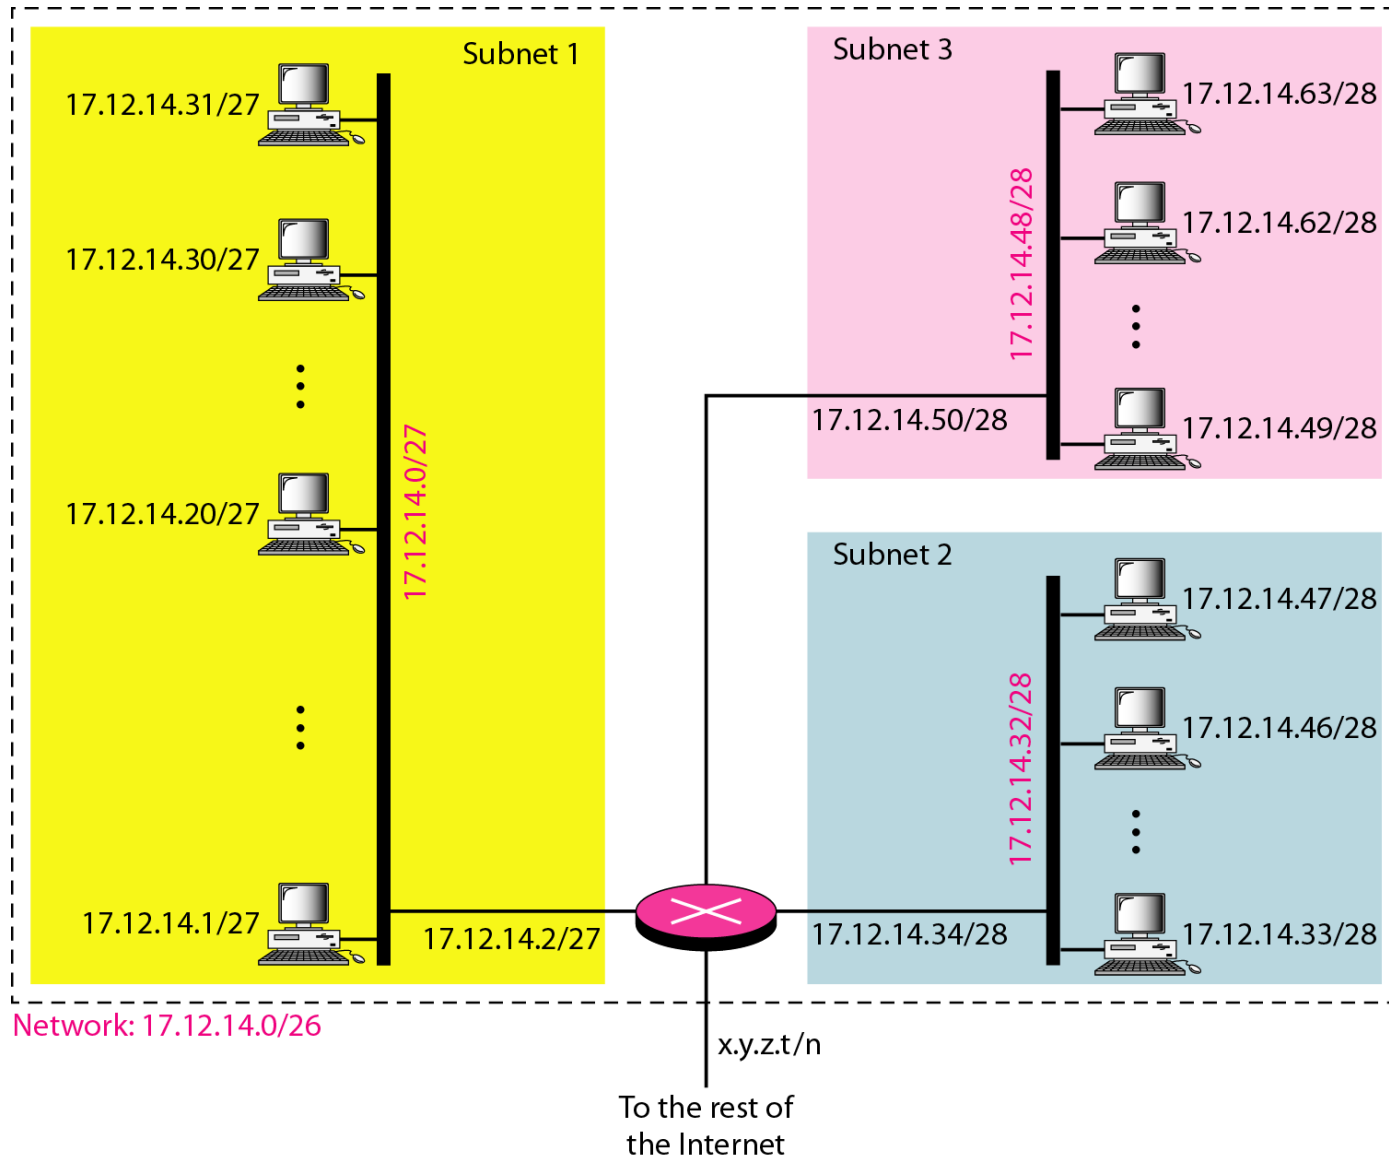 Subnet 1
17.12.14.31/27
17.12.14.30/27
17.12.14.20/27
17.12.14.0/27
17.12.14.1/27
17.12.14.2/27
Subnet 3
17.12.14.63/28
17.12.14.62/28
17.12.14.48/28
17.12.14.50/28
17.12.14.49/28
Subnet 2
17.12.14.47/28
17.12.14.46/28
17.12.14.32/28
17.12.14.34/28
17.12.14.33/28
Network: 17.12.14.0/26
x.y.z.t/n
To the rest of
the Internet